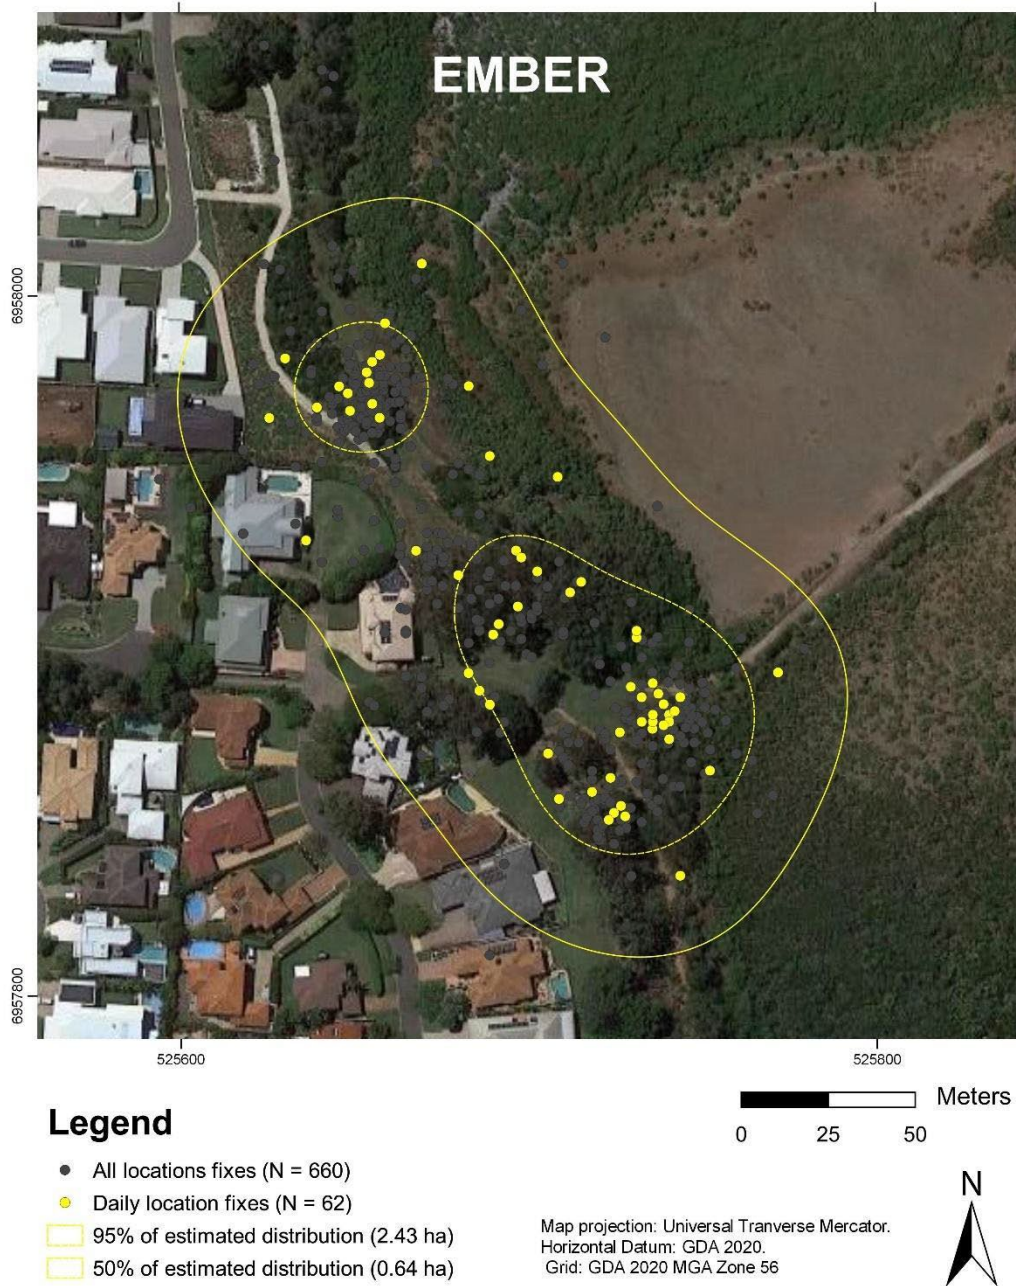 EMBER
6958000
6957800
525600
525800
Legend
All locations fixes (N = 660)
Daily location fixes (N = 62)
95% of estimated distribution (2.43 ha)
50% of estimated distribution (0.64 ha)
Meters
0 25 50
Map projection: Universal Tranverse Mercator.
Horizontal Datum: GDA 2020.
Grid: GDA 2020 MGA Zone 56
N